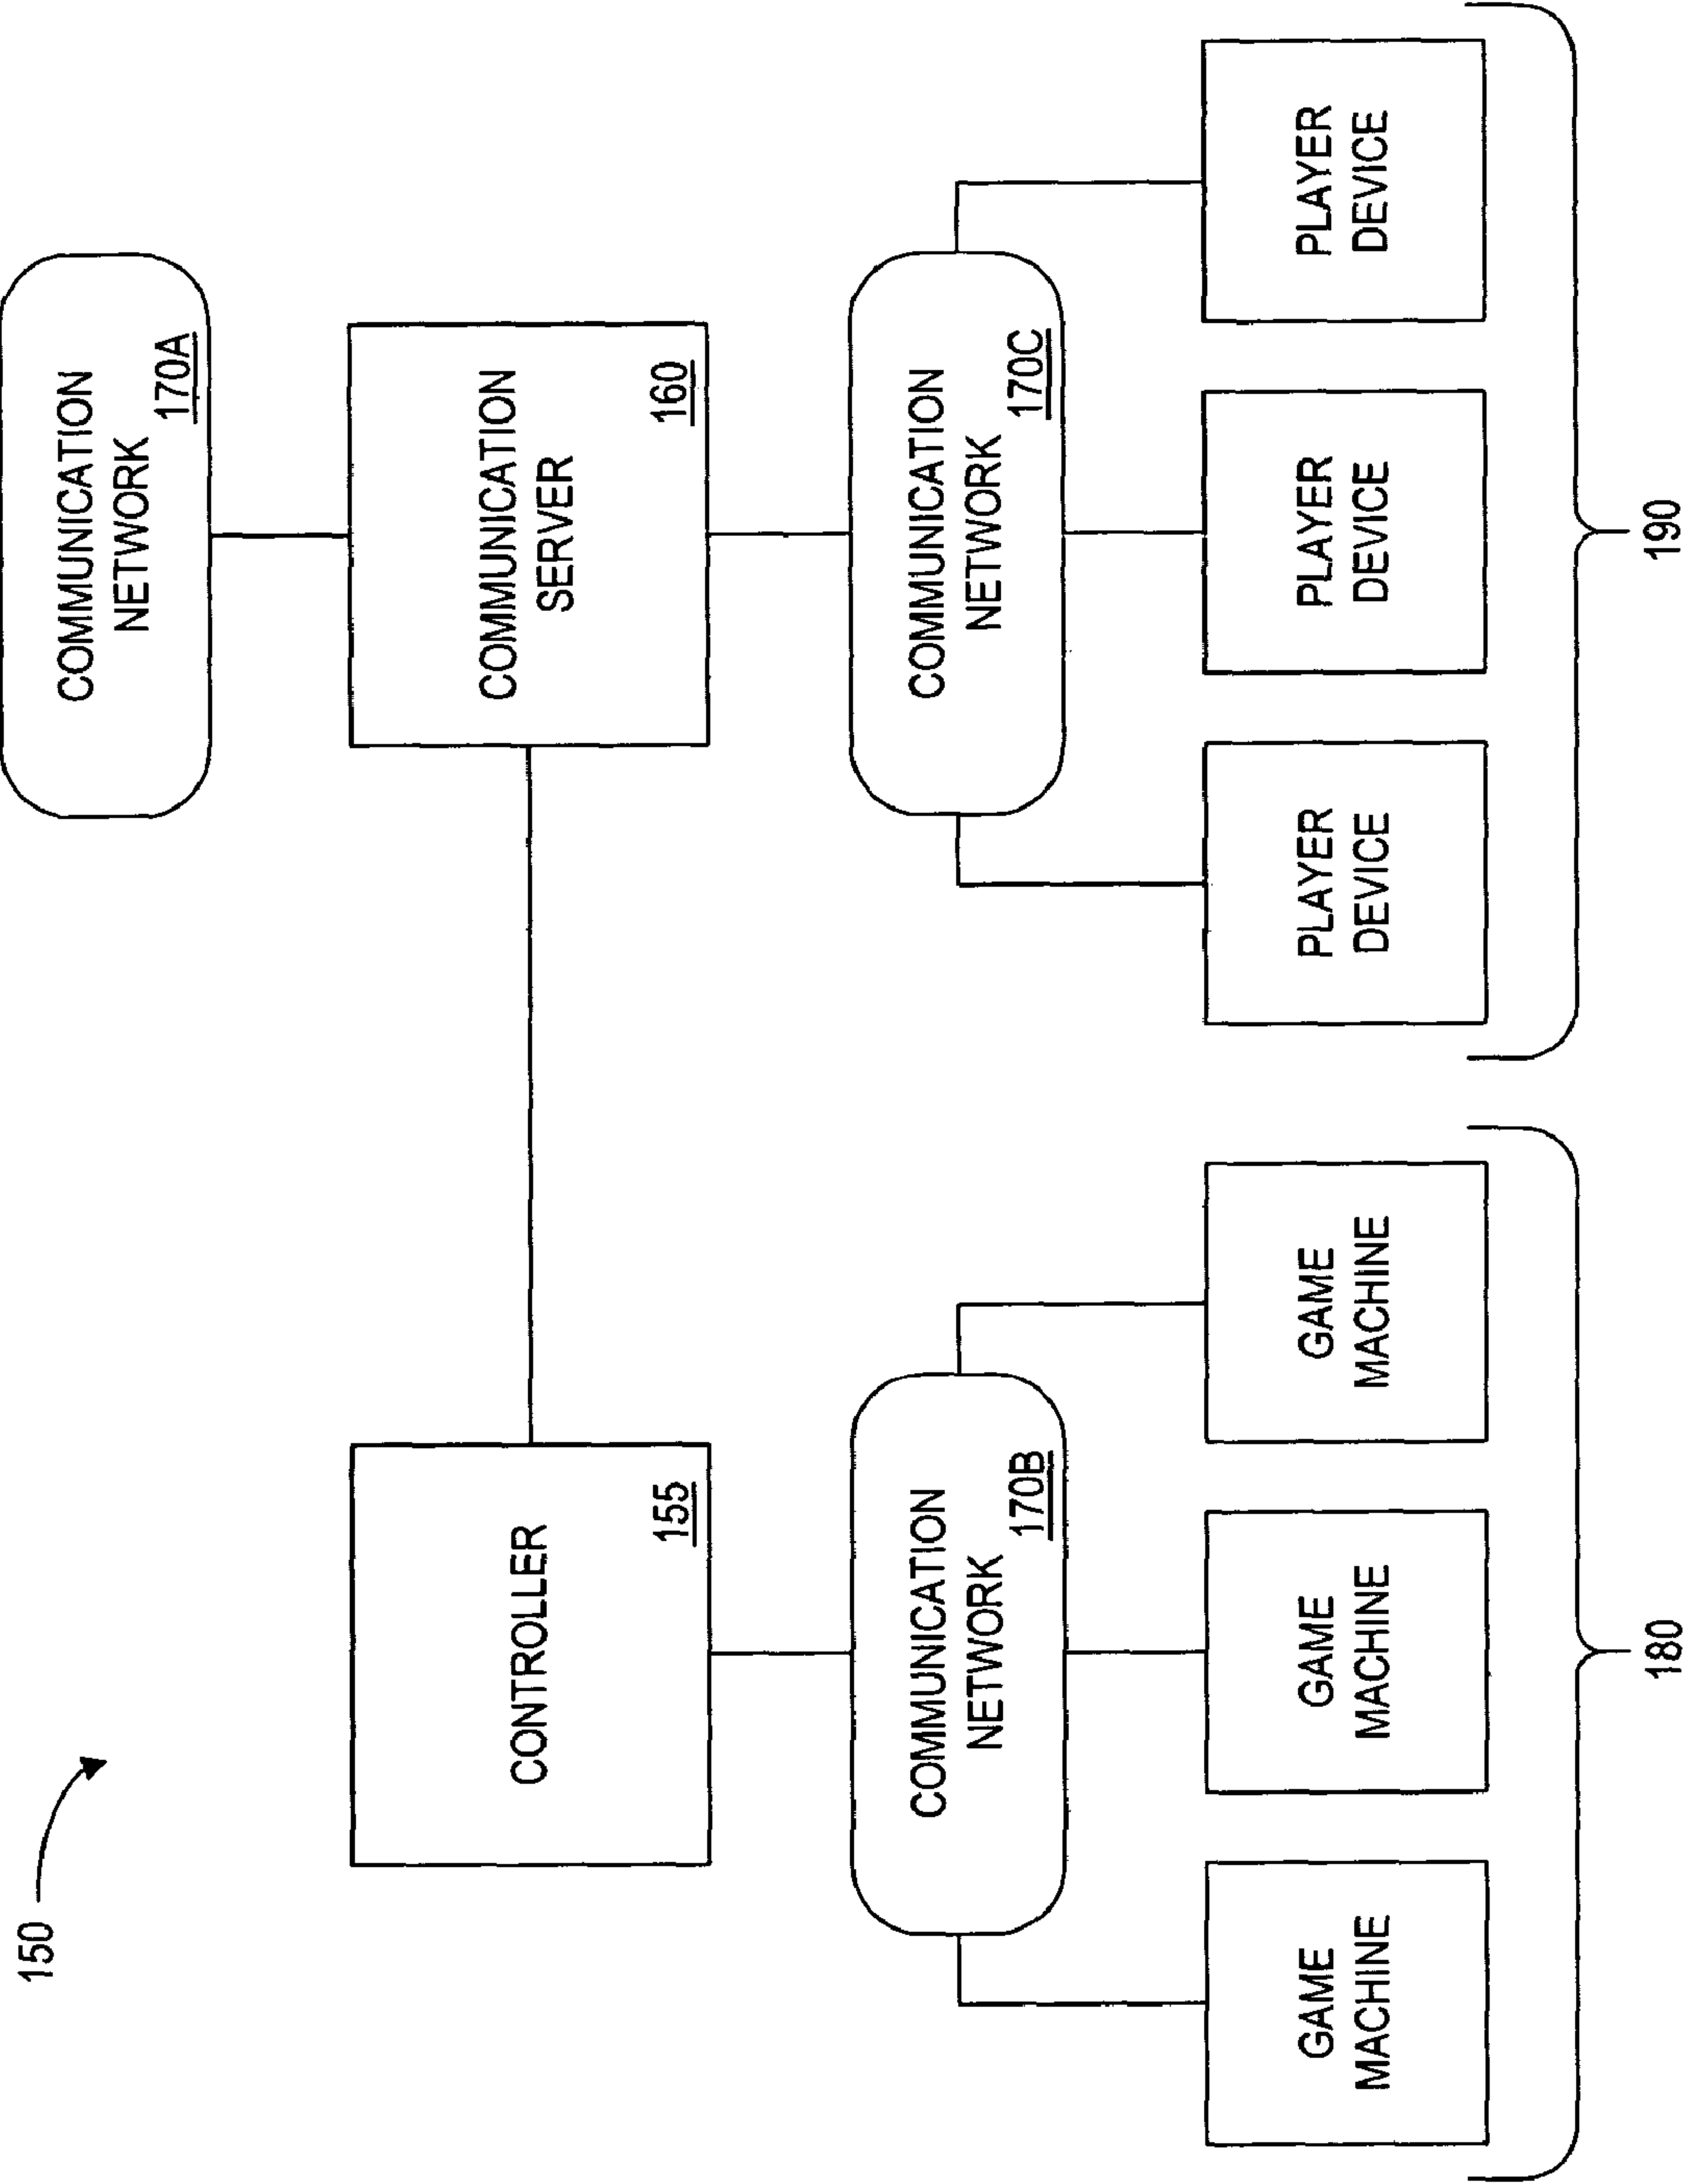 150
COMMUNICATION
NETWORK
170A
CONTROLLER
155
COMMUNICATION
SERVER
160
COMMUNICATION
NETWORK
170B
COMMUNICATION
NETWORK
170C
GAME
MACHINE
GAME
MACHINE
GAME
MACHINE
PLAYER
DEVICE
PLAYER
DEVICE
PLAYER
DEVICE
180
190